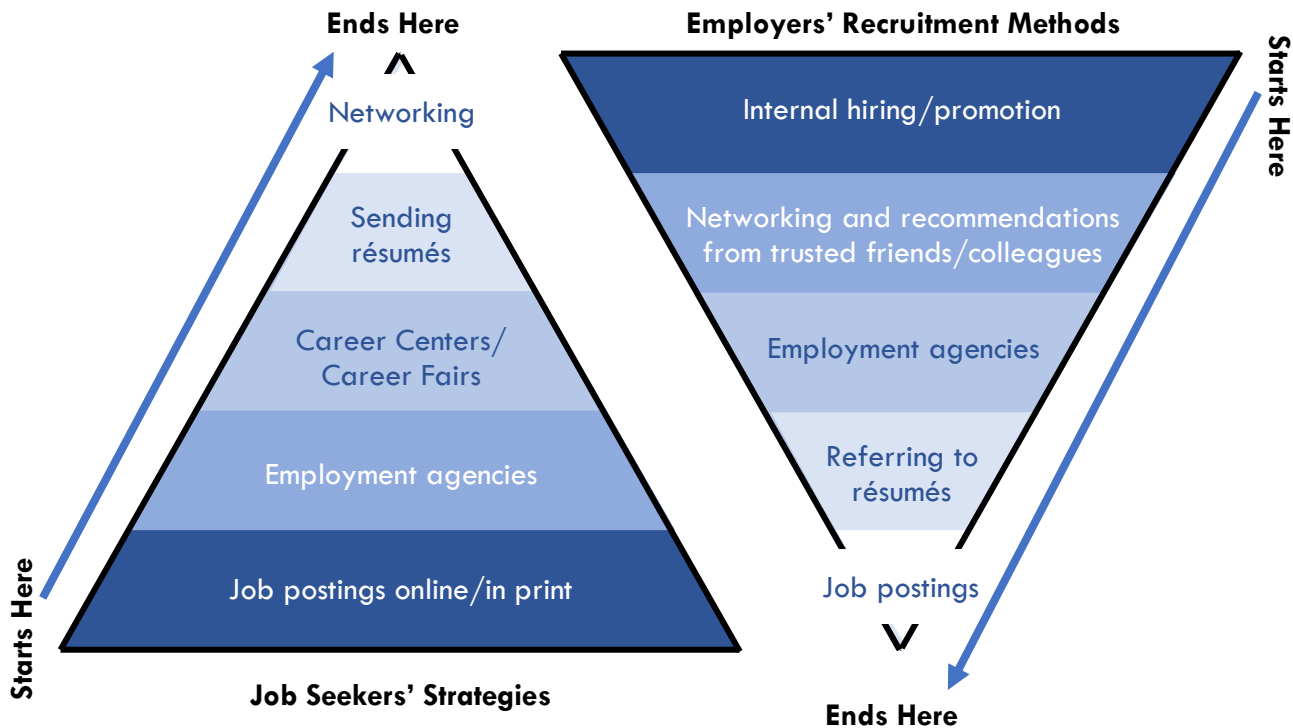 Ends Here
Networking
Sending
résumés
Career Centers/
Career Fairs
Employment agencies
Job postings online/in print
Starts Here
Job Seekers’ Strategies
Employers’ Recruitment Methods
Starts Here
Internal hiring/promotion
Networking and recommendations
from trusted friends/colleagues
Employment agencies
Referring to
résumés
Job postings
Ends Here